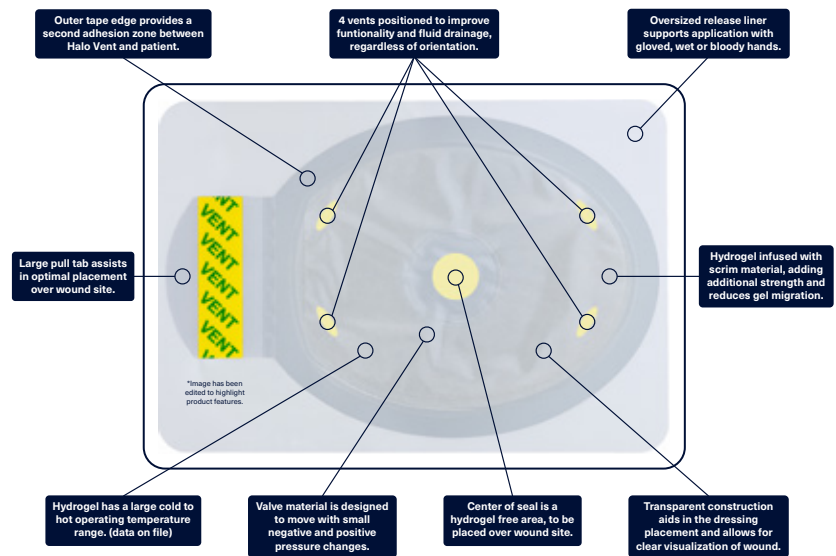 Outer tape edge provides a
second adhesion zone between
Halo Vent and patient.
4 vents positioned to improve
funtionality and fluid drainage,
regardless of orientation.
Oversized release liner
supports application with
gloved, wet or bloody hands.
Large pull tab assists
in optimal placement
over wound site.
NT
VENT
VENT
VENT
VENT
VENT
V
Hydrogel infused with
scrim material, adding
additional strength and
reduces gel migration.
*Image has been
edited to highlight
product features.
Hydrogel has a large cold to
hot operating temperature
range. (data on file)
Valve material is designed
to move with small
negative and positive
pressure changes.
Center of seal is a
hydrogel free area, to be
placed over wound site.
Transparent construction
aids in the dressing
placement and allows for
clear visualization of wound.